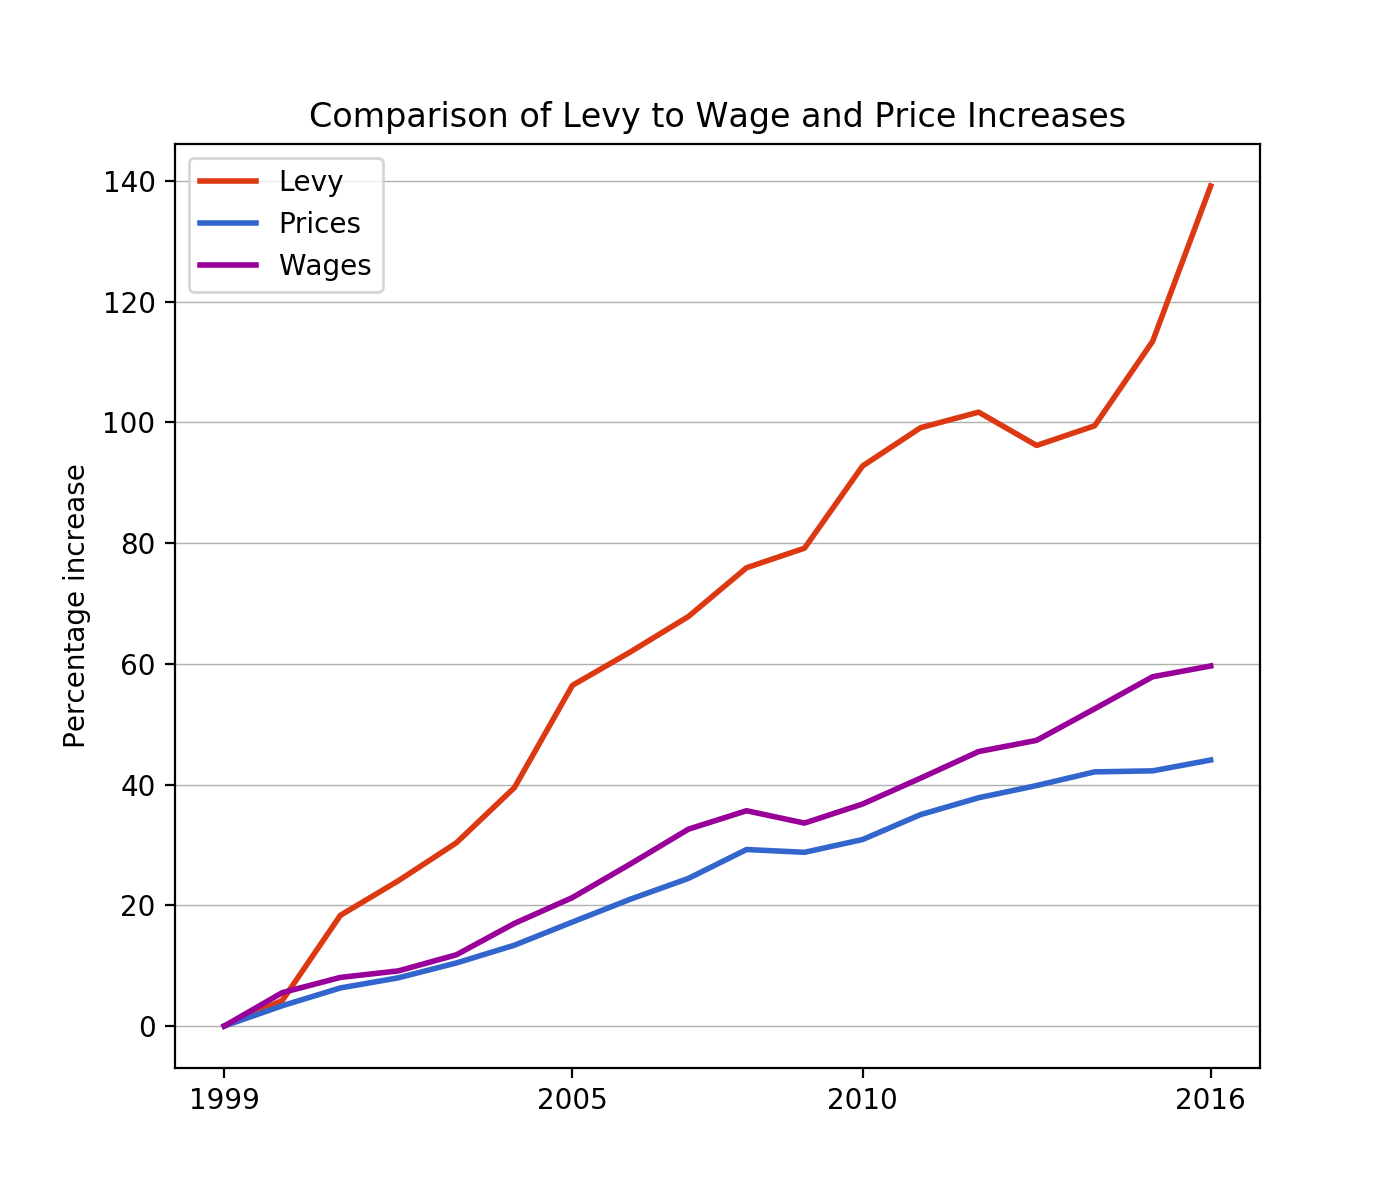 Comparison of Levy to Wage and Price Increases
Levy
Prices
Wages
140
120
100
80
60
40
20
0
Percentage increase
1999
2005
2010
2016